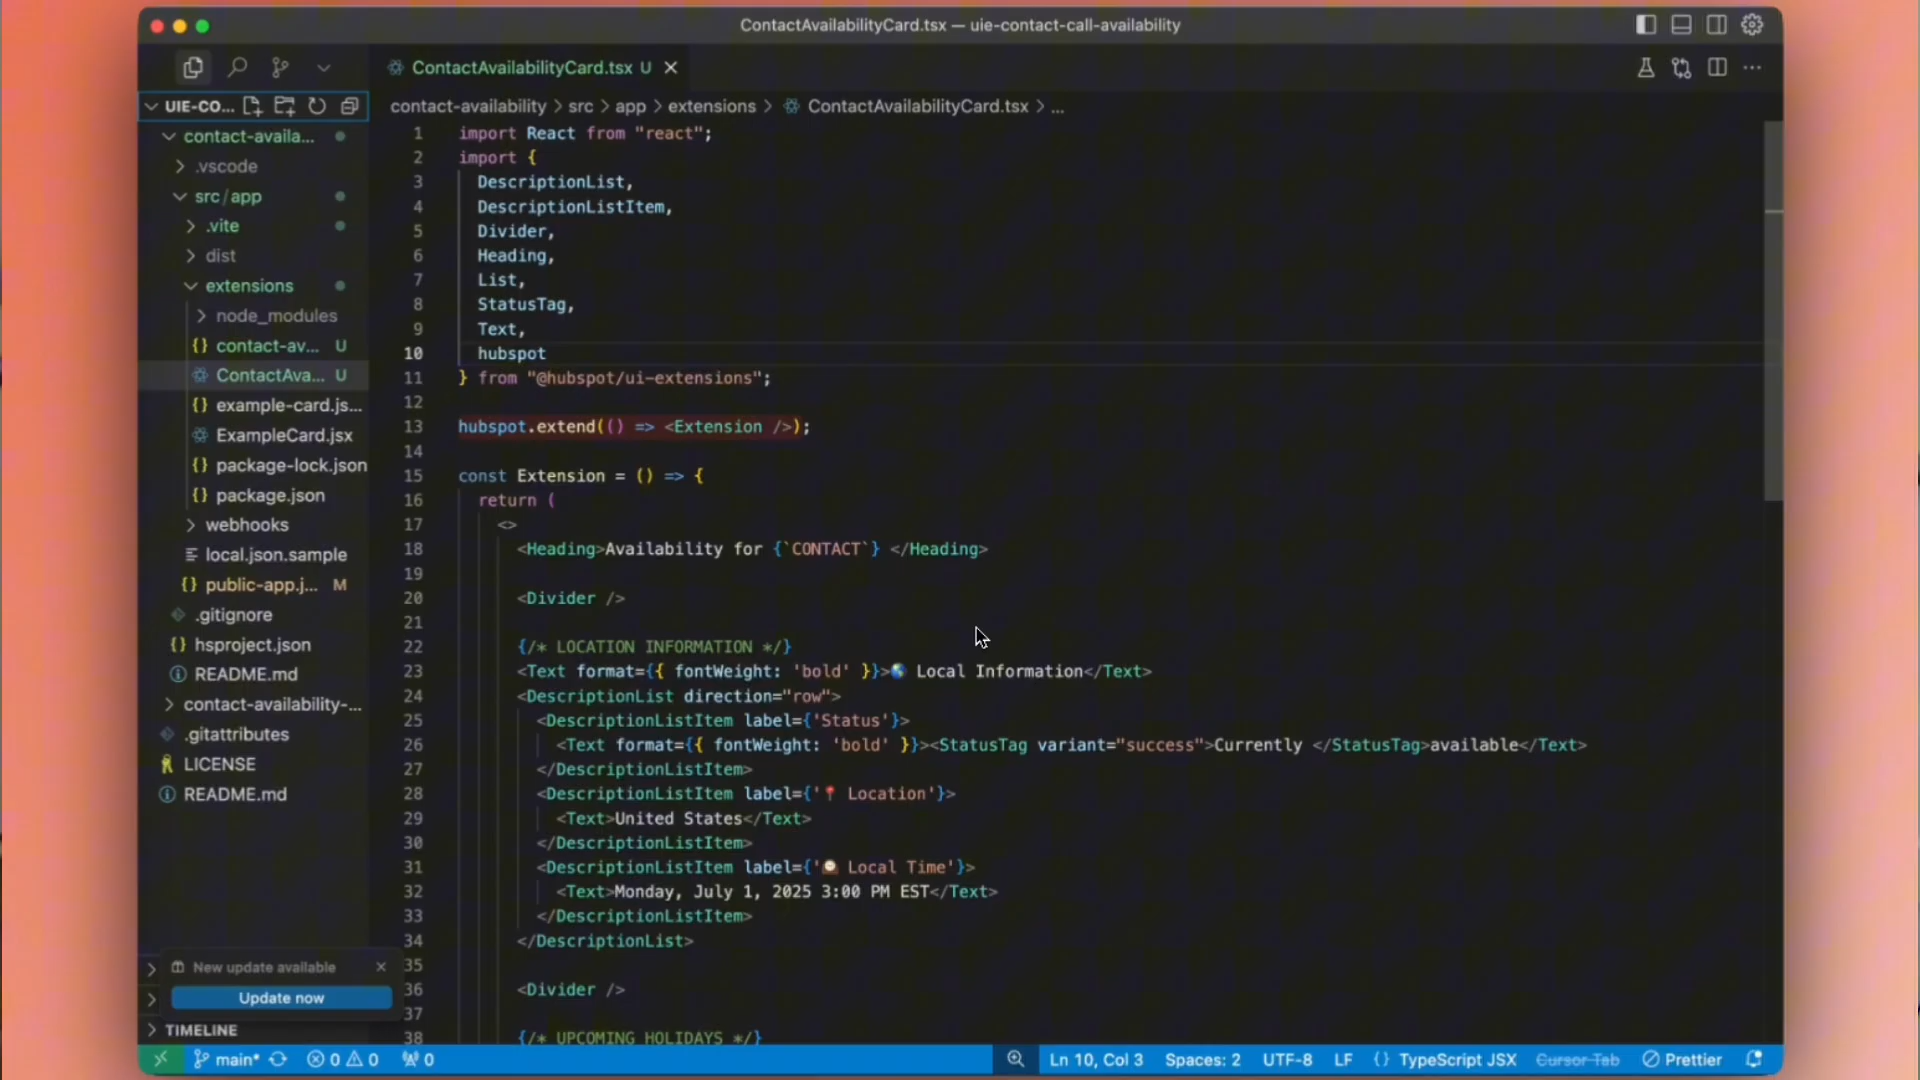 ContactAvailabilityCard.tsx — uie-contact-call-availability
ContactAvailabilityCard.tsx U
UIE-CO...
contact-availa...
.vscode
src/app
.vite
dist
extensions
node_modules
{} contact-av... U
ContactAva... U
{} example-card.js...
ExampleCard.jsx
{} package-lock.json
{} package.json
webhooks
local.json.sample
{} public-app.j... M
.gitignore
{} hsproject.json
README.md
contact-availability-...
.gitattributes
LICENSE
README.md
New update available
Update now
TIMELINE
contact-availability > src > app > extensions > ContactAvailabilityCard.tsx > ...
1 import React from "react";
2 import {
3 DescriptionList,
4 DescriptionListItem,
5 Divider,
6 Heading,
7 List,
8 StatusTag,
9 Text,
10 hubspot
11 } from "@hubspot/ui-extensions";
12
13 hubspot.extend(() => <Extension />);
14
15 const Extension = () => {
16 return (
17 <>
18 <Heading>Availability for {`CONTACT`} </Heading>
19
20 <Divider />
21
22 {/* LOCATION INFORMATION */}
23 <Text format={{ fontWeight: 'bold' }}>🌎 Local Information</Text>
24 <DescriptionList direction="row">
25 <DescriptionListItem label={'Status'}>
26 <Text format={{ fontWeight: 'bold' }}><StatusTag variant="success">Currently </StatusTag>available</Text>
27 </DescriptionListItem>
28 <DescriptionListItem label={'📍 Location'}>
29 <Text>United States</Text>
30 </DescriptionListItem>
31 <DescriptionListItem label={'🕒 Local Time'}>
32 <Text>Monday, July 1, 2025 3:00 PM EST</Text>
33 </DescriptionListItem>
34 </DescriptionList>
35
36 <Divider />
37
38 {/* UPCOMING HOLIDAYS */}
main* 0 0 0 Ln 10, Col 3 Spaces: 2 UTF-8 LF {} TypeScript JSX Cursor Tab Prettier